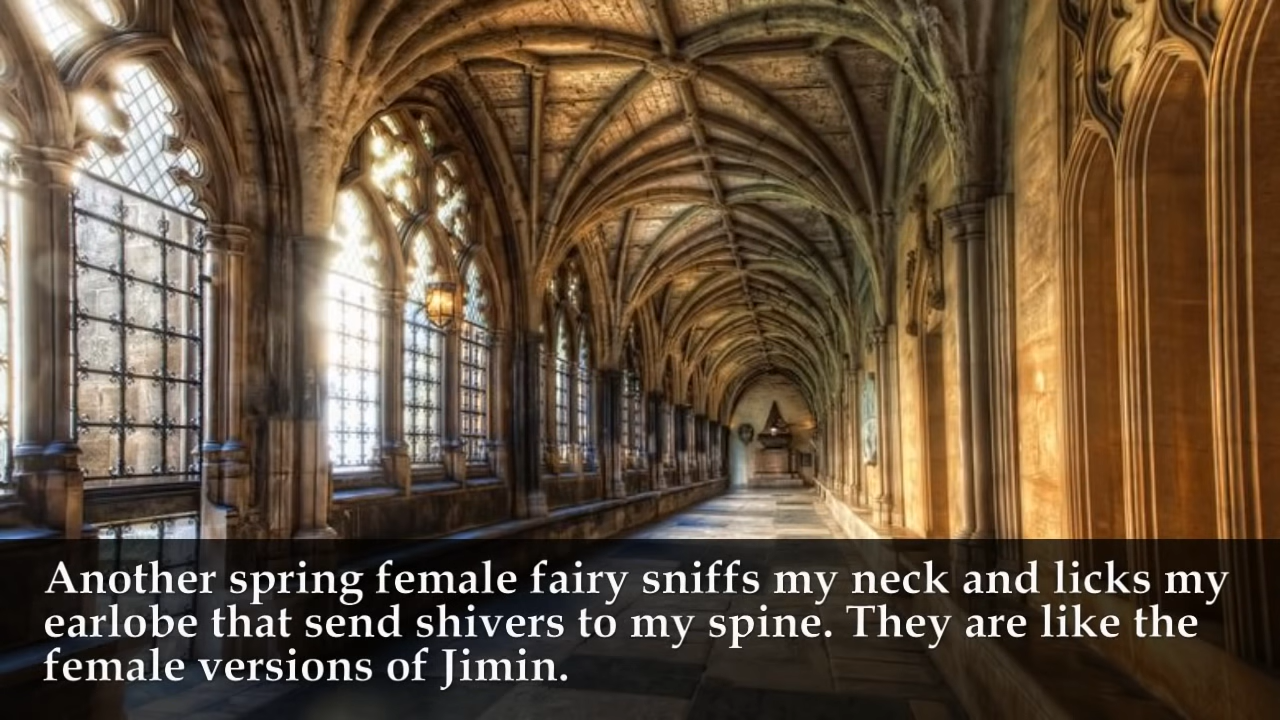 Another spring female fairy sniffs my neck and licks my
earlobe that send shivers to my spine. They are like the
female versions of Jimin.